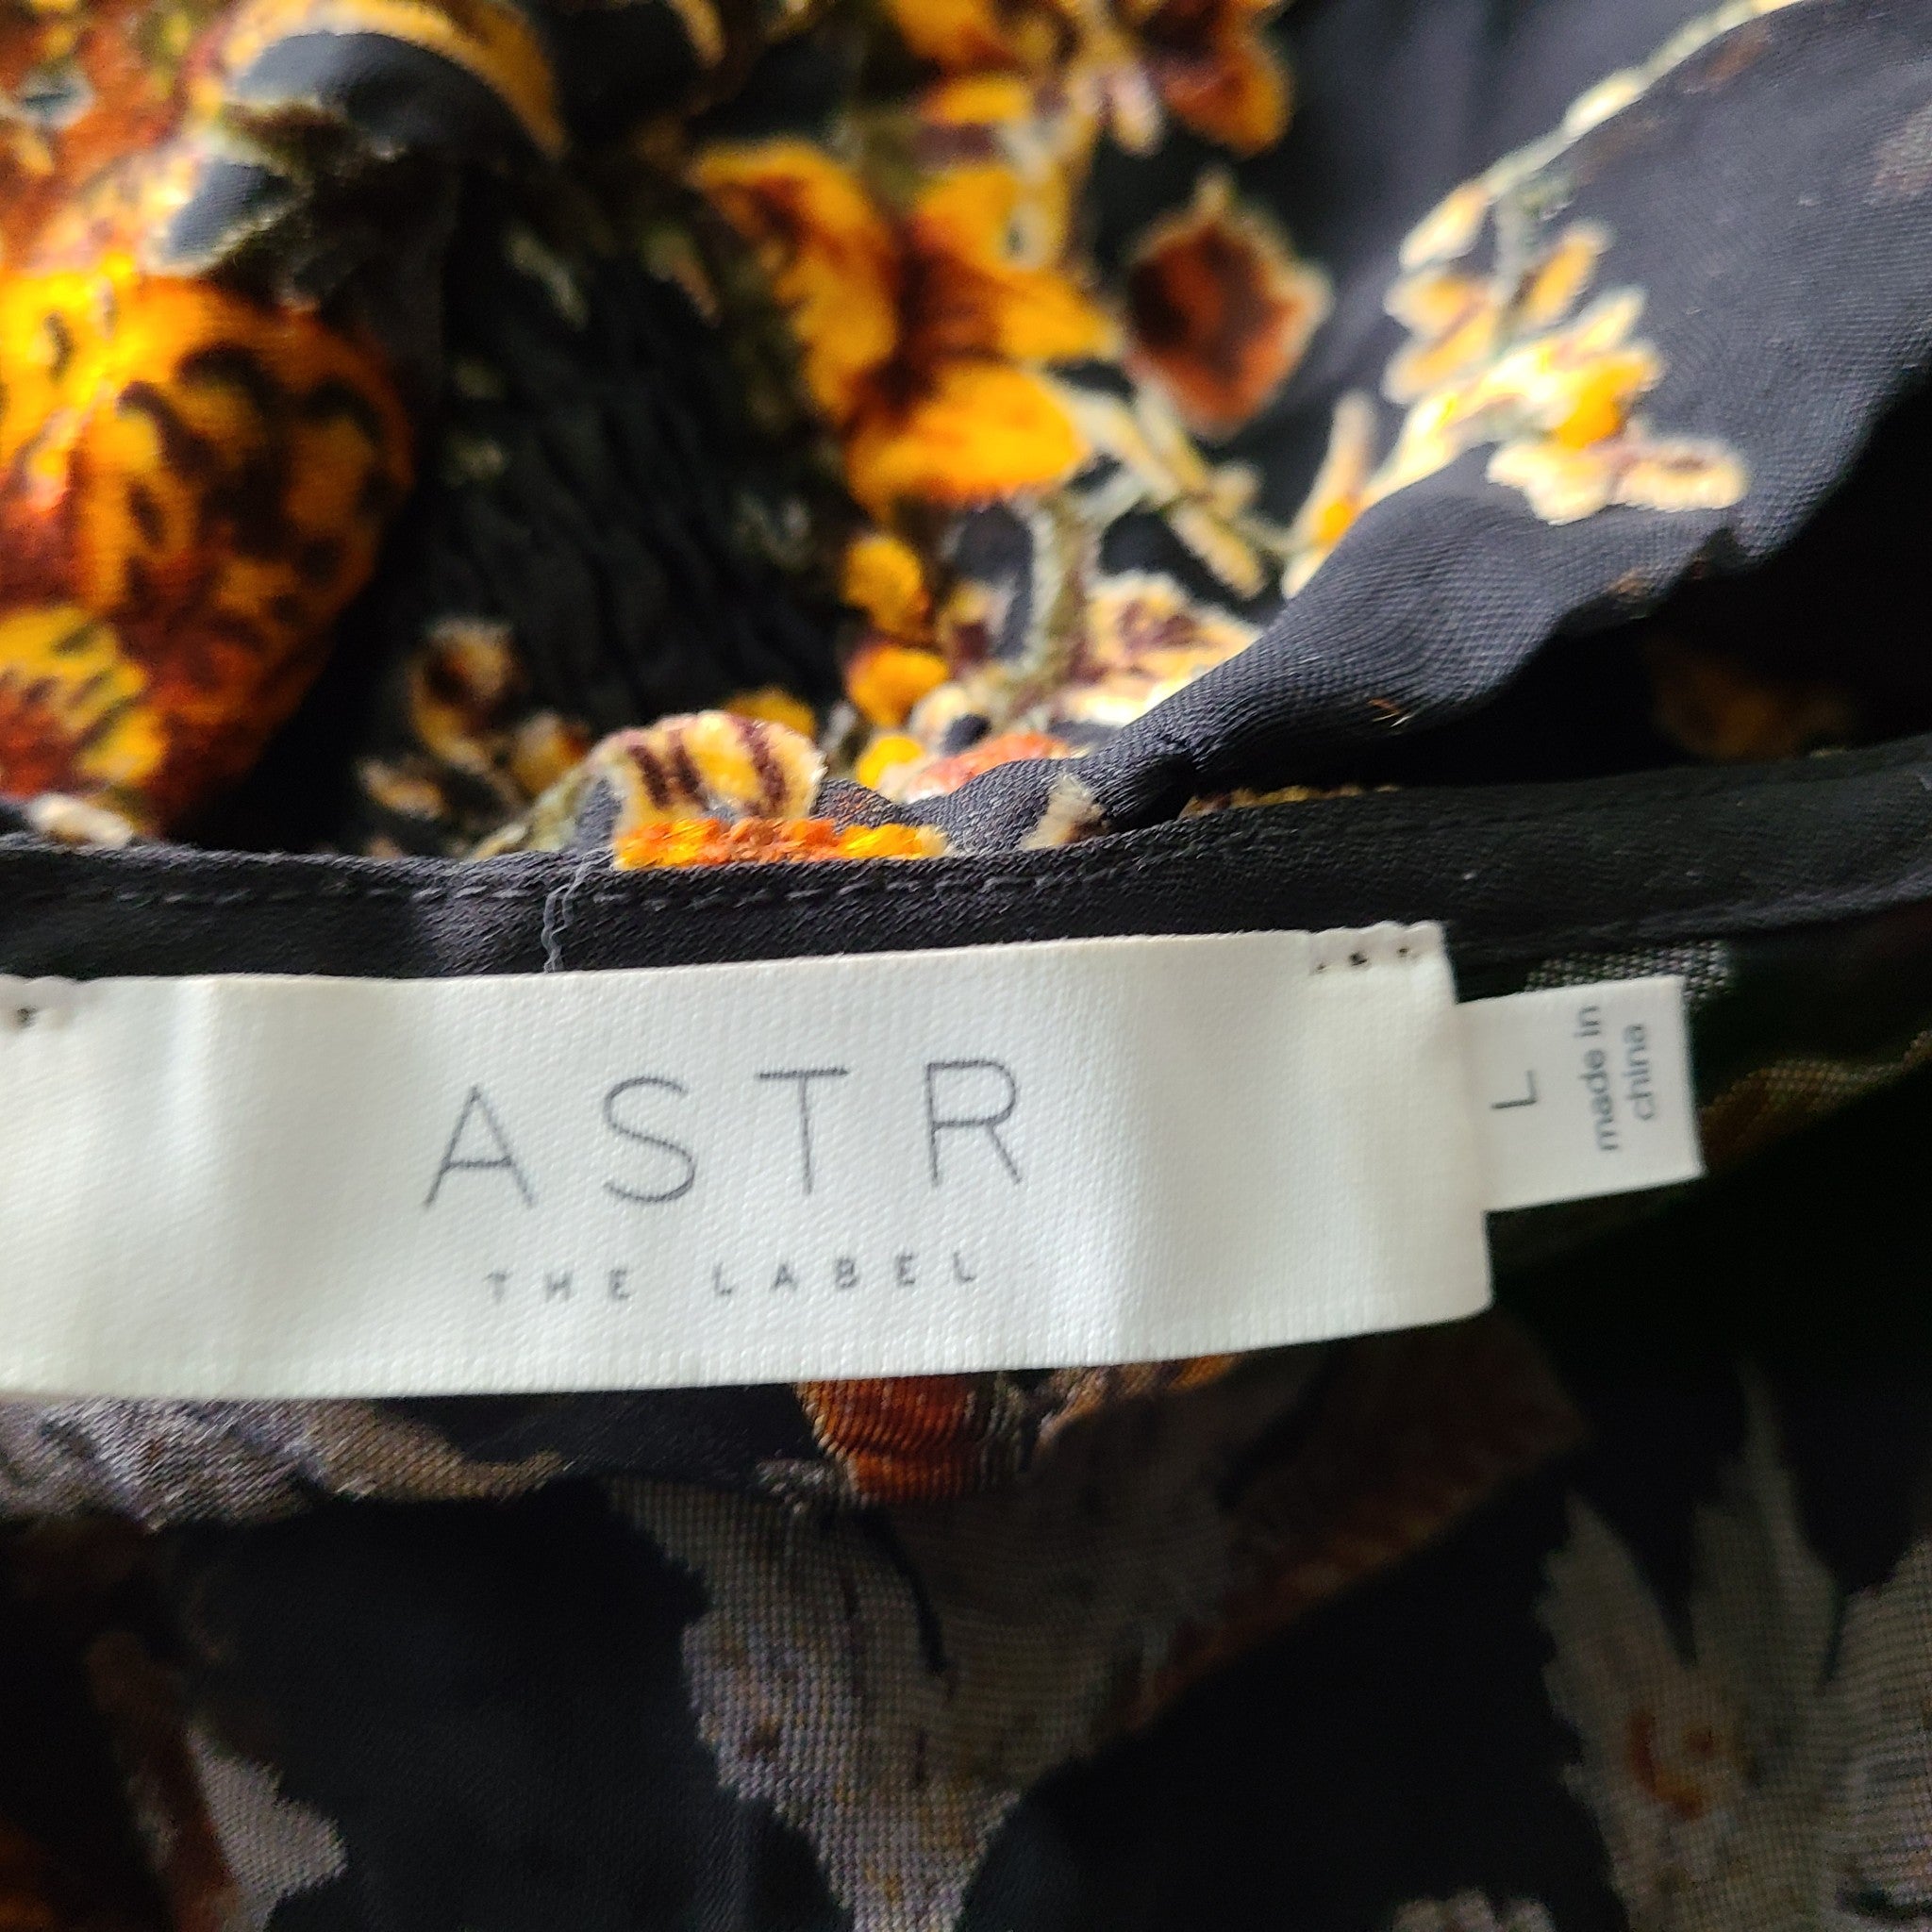 ASTR
THE LABEL
L
made in
china